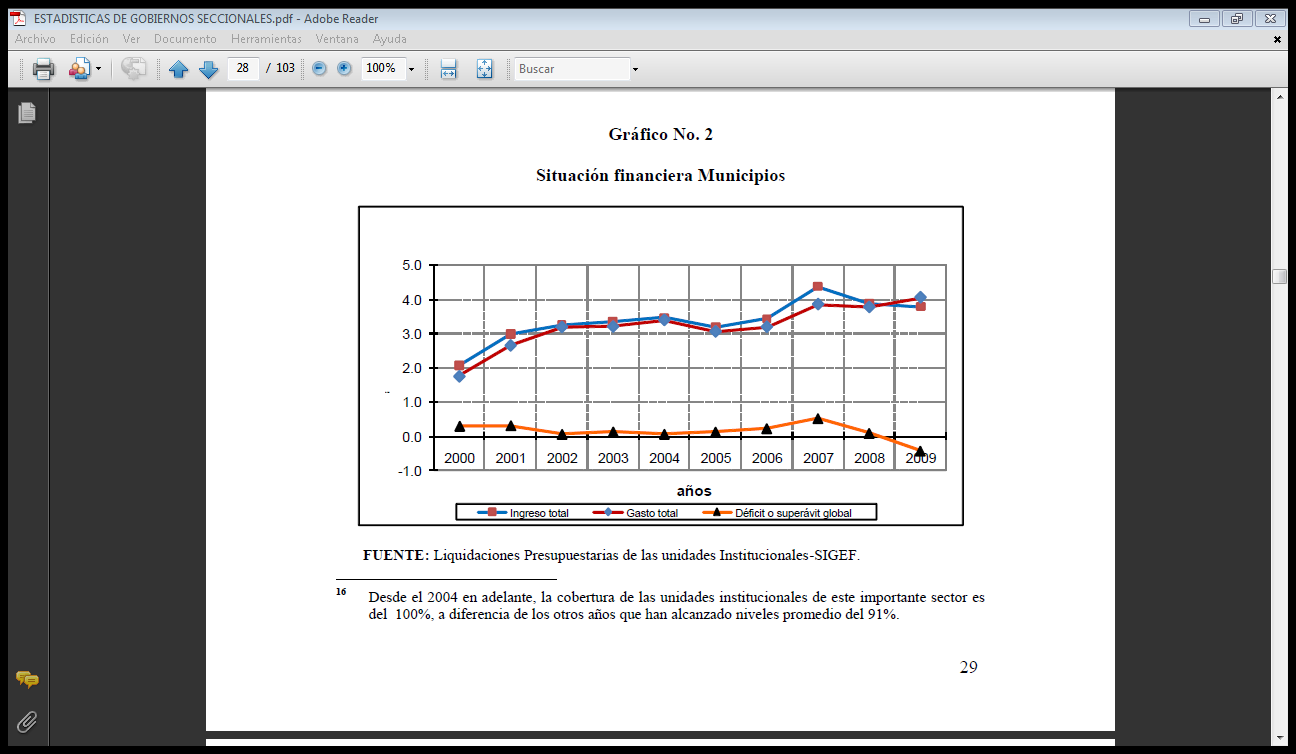 ESTADISTICAS DE GOBIERNOS SECCIONALES.pdf - Adobe Reader
Archivo Edición Ver Documento Herramientas Ventana Ayuda
28 / 103 100% Buscar
Gráfico No. 2
Situación financiera Municipios
5.0
4.0
3.0
2.0
1.0
0.0
-1.0
2000 2001 2002 2003 2004 2005 2006 2007 2008 2009
años
Ingreso total Gasto total Déficit o superávit global
FUENTE: Liquidaciones Presupuestarias de las unidades Institucionales-SIGEF.
16 Desde el 2004 en adelante, la cobertura de las unidades institucionales de este importante sector es
del 100%, a diferencia de los otros años que han alcanzado niveles promedio del 91%.
29